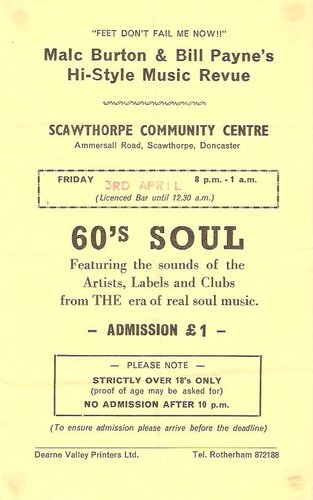 "FEET DON'T FAIL ME NOW!!"
Malc Burton & Bill Payne's
Hi-Style Music Revue
SCAWTHORPE COMMUNITY CENTRE
Ammersall Road, Scawthorpe, Doncaster
FRIDAY 3RD APRIL 8 p.m. - 1 a.m.
(Licenced Bar until 12.30 a.m.)
60'S SOUL
Featuring the sounds of the
Artists, Labels and Clubs
from THE era of real soul music.
— ADMISSION £1 —
— PLEASE NOTE —
STRICTLY OVER 18's ONLY
(proof of age may be asked for)
NO ADMISSION AFTER 10 p.m.
(To ensure admission please arrive before the deadline)
Dearne Valley Printers Ltd. Tel. Rotherham 872188